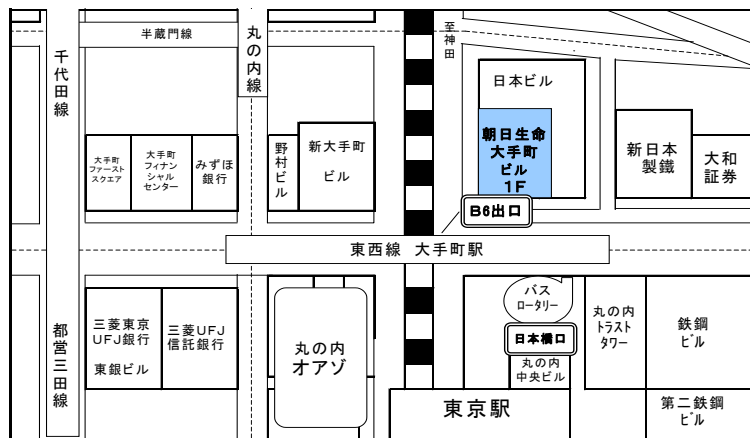 半蔵門線
千代田線
丸の内線
至神田
日本ビル
朝日生命
大手町
ビル
1F
新日本
製鐵
大和
証券
大手町
ファースト
スクエア
大手町
フィナン
シャル
センター
みずほ
銀行
野村ビル
新大手町
ビル
B6出口
東西線 大手町駅
都営三田線
三菱東京
UFJ銀行
東銀ビル
三菱UFJ
信託銀行
丸の内
オアゾ
バス
ロータリー
日本橋口
丸の内
中央ビル
丸の内
トラスト
タワー
鉄鋼
ビル
東京駅
第二鉄鋼
ビル